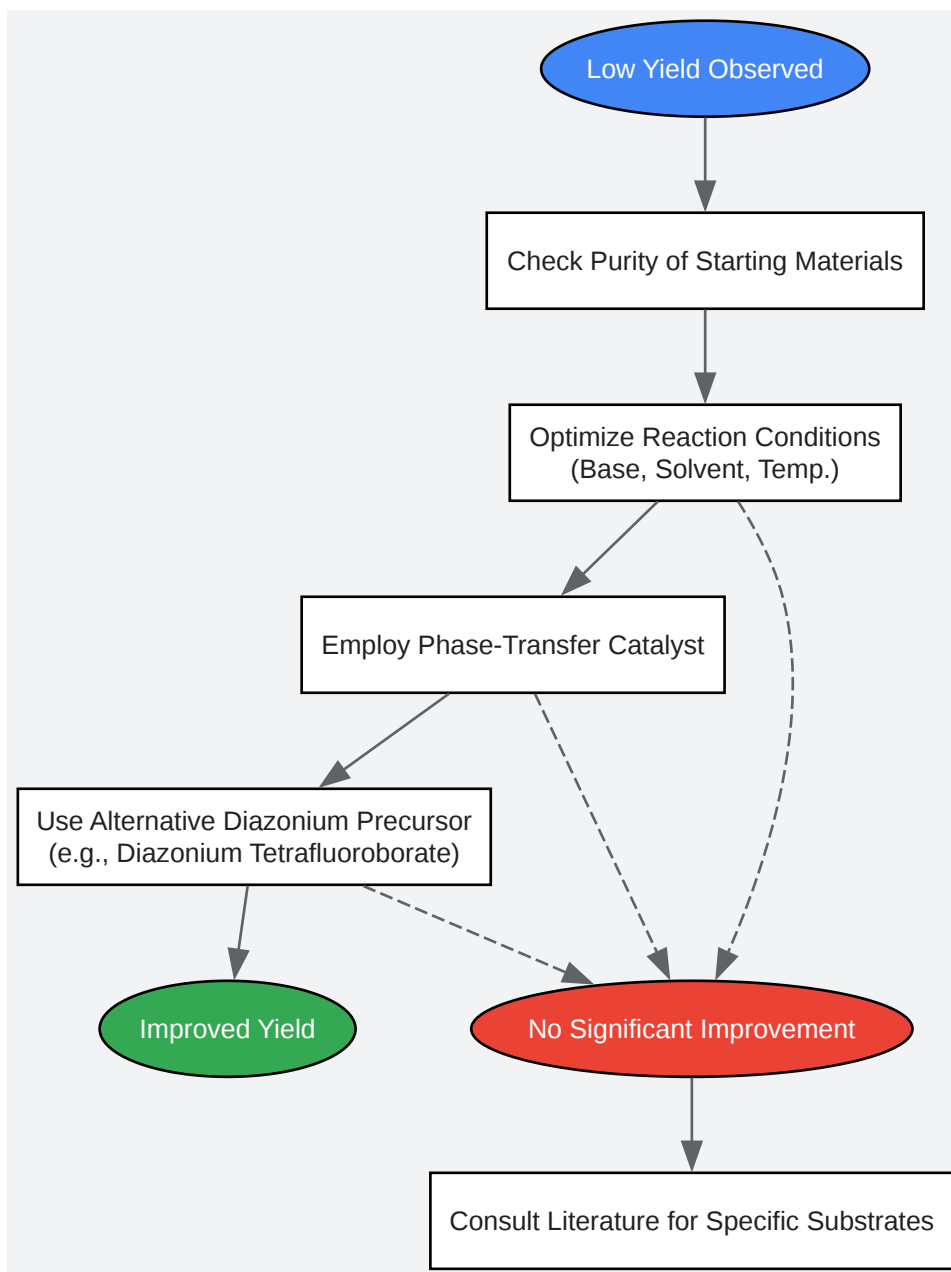 Low Yield Observed
Check Purity of Starting Materials
Optimize Reaction Conditions
(Base, Solvent, Temp.)
Employ Phase-Transfer Catalyst
Use Alternative Diazonium Precursor
(e.g., Diazonium Tetrafluoroborate)
Improved Yield
No Significant Improvement
Consult Literature for Specific Substrates